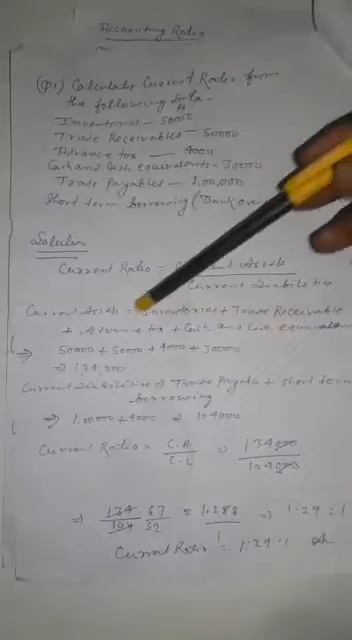 Accounting Ratio
(Q1) Calculate Current Ratio from
the following data -
Inventories - 50000
Trade Receivables - 50000
Advance tax - 4000
Cash and Cash equivalents - 30000
Trade Payables - 1,00,000
Short term borrowing (Bank over
Solution
Current Ratio = Assets
Current Liabilities
Current Assets = Inventories + Trade Receivable
+ Advance tax + Cash and Cash equivalen
⇒ 50000 + 50000 + 4000 + 30000
⇒ 134,000
Current Liabilities ⇒ Trade Payable + Short term
borrowing
⇒ 1,00000 + 4000 ⇒ 104000
Current Ratio = C.A ⇒ 134000
C.L 104000
⇒ 134 67 = 1.288 ⇒ 1.29 : 1
104 52
Current Ratio = 1.29 : 1